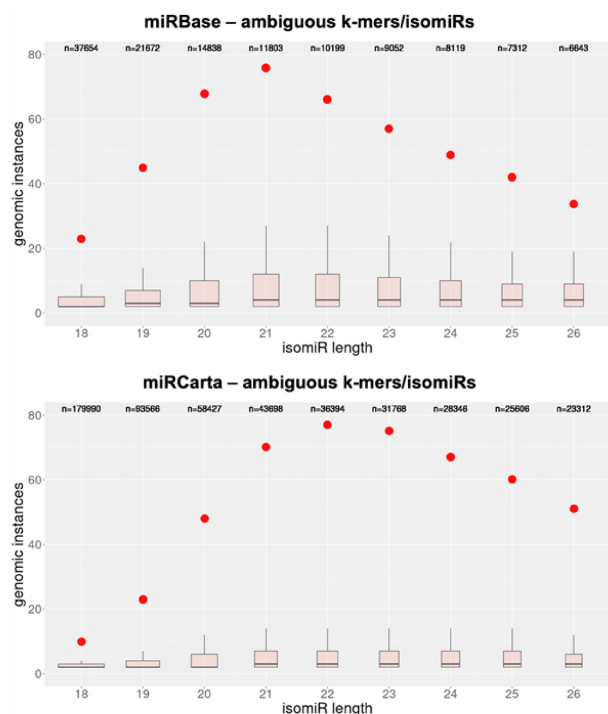 miRBase – ambiguous k-mers/isomiRs
n=37654 n=21672 n=14838 n=11803 n=10199 n=9052 n=8119 n=7312 n=6643
80
60
40
20
0
genomic instances
18 19 20 21 22 23 24 25 26
isomiR length
miRCarta – ambiguous k-mers/isomiRs
n=179990 n=93566 n=58427 n=43698 n=36394 n=31768 n=28346 n=25606 n=23312
80
60
40
20
0
genomic instances
18 19 20 21 22 23 24 25 26
isomiR length